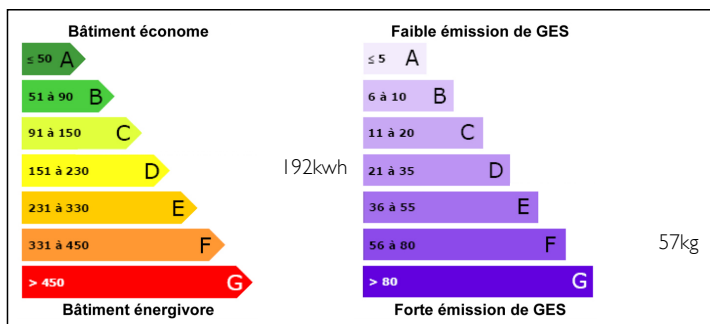 Bâtiment économe
≤ 50 A
51 à 90 B
91 à 150 C
151 à 230 D
192kwh
231 à 330 E
331 à 450 F
> 450 G
Bâtiment énergivore
Faible émission de GES
≤ 5 A
6 à 10 B
11 à 20 C
21 à 35 D
36 à 55 E
56 à 80 F
57kg
> 80 G
Forte émission de GES